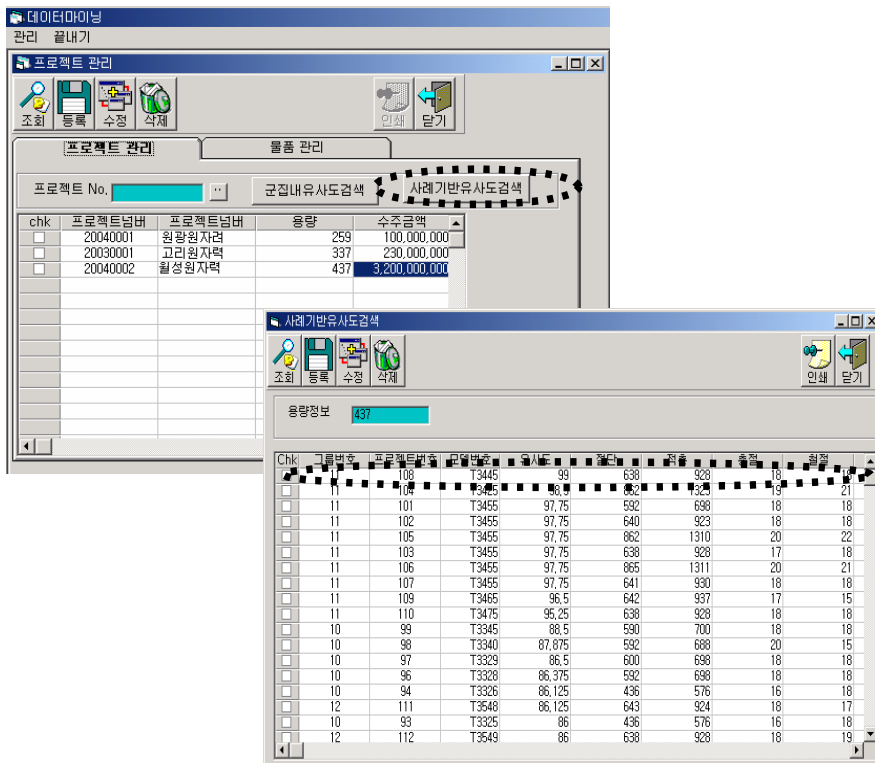 데이터마이닝
관리 끝내기
프로젝트 관리
조회 등록 수정 삭제 인쇄 닫기
프로젝트 관리 물품 관리
프로젝트 No. .. 군집내유사도검색 사례기반유사도검색
chk 프로젝트넘버 프로젝트넘버 용량 수주금액
20040001 원광원자려 259 100,000,000
20030001 고리원자력 337 230,000,000
20040002 월성원자력 437 3,200,000,000
사례기반유사도검색
조회 등록 수정 삭제 인쇄 닫기
용량정보 437
Chk 그룹번호 프로젝트번호 모델번호 유사도 절단 적층 총절 철절
11 108 T3445 99 638 928 18 18
11 104 T3425 98,5 862 1325 19 21
11 101 T3455 97,75 592 698 18 18
11 102 T3455 97,75 640 923 18 18
11 105 T3455 97,75 862 1310 20 22
11 103 T3455 97,75 638 928 17 18
11 106 T3455 97,75 865 1311 20 21
11 107 T3455 97,75 641 930 18 18
11 109 T3465 96,5 642 937 17 15
11 110 T3475 95,25 638 928 18 18
10 99 T3345 88,5 590 700 18 18
10 98 T3340 87,875 592 688 20 15
10 97 T3329 86,5 600 698 18 18
10 96 T3328 86,375 592 698 18 18
10 94 T3326 86,125 436 576 16 18
12 111 T3548 86,125 643 924 18 17
10 93 T3325 86 436 576 16 18
12 112 T3549 86 638 928 18 19